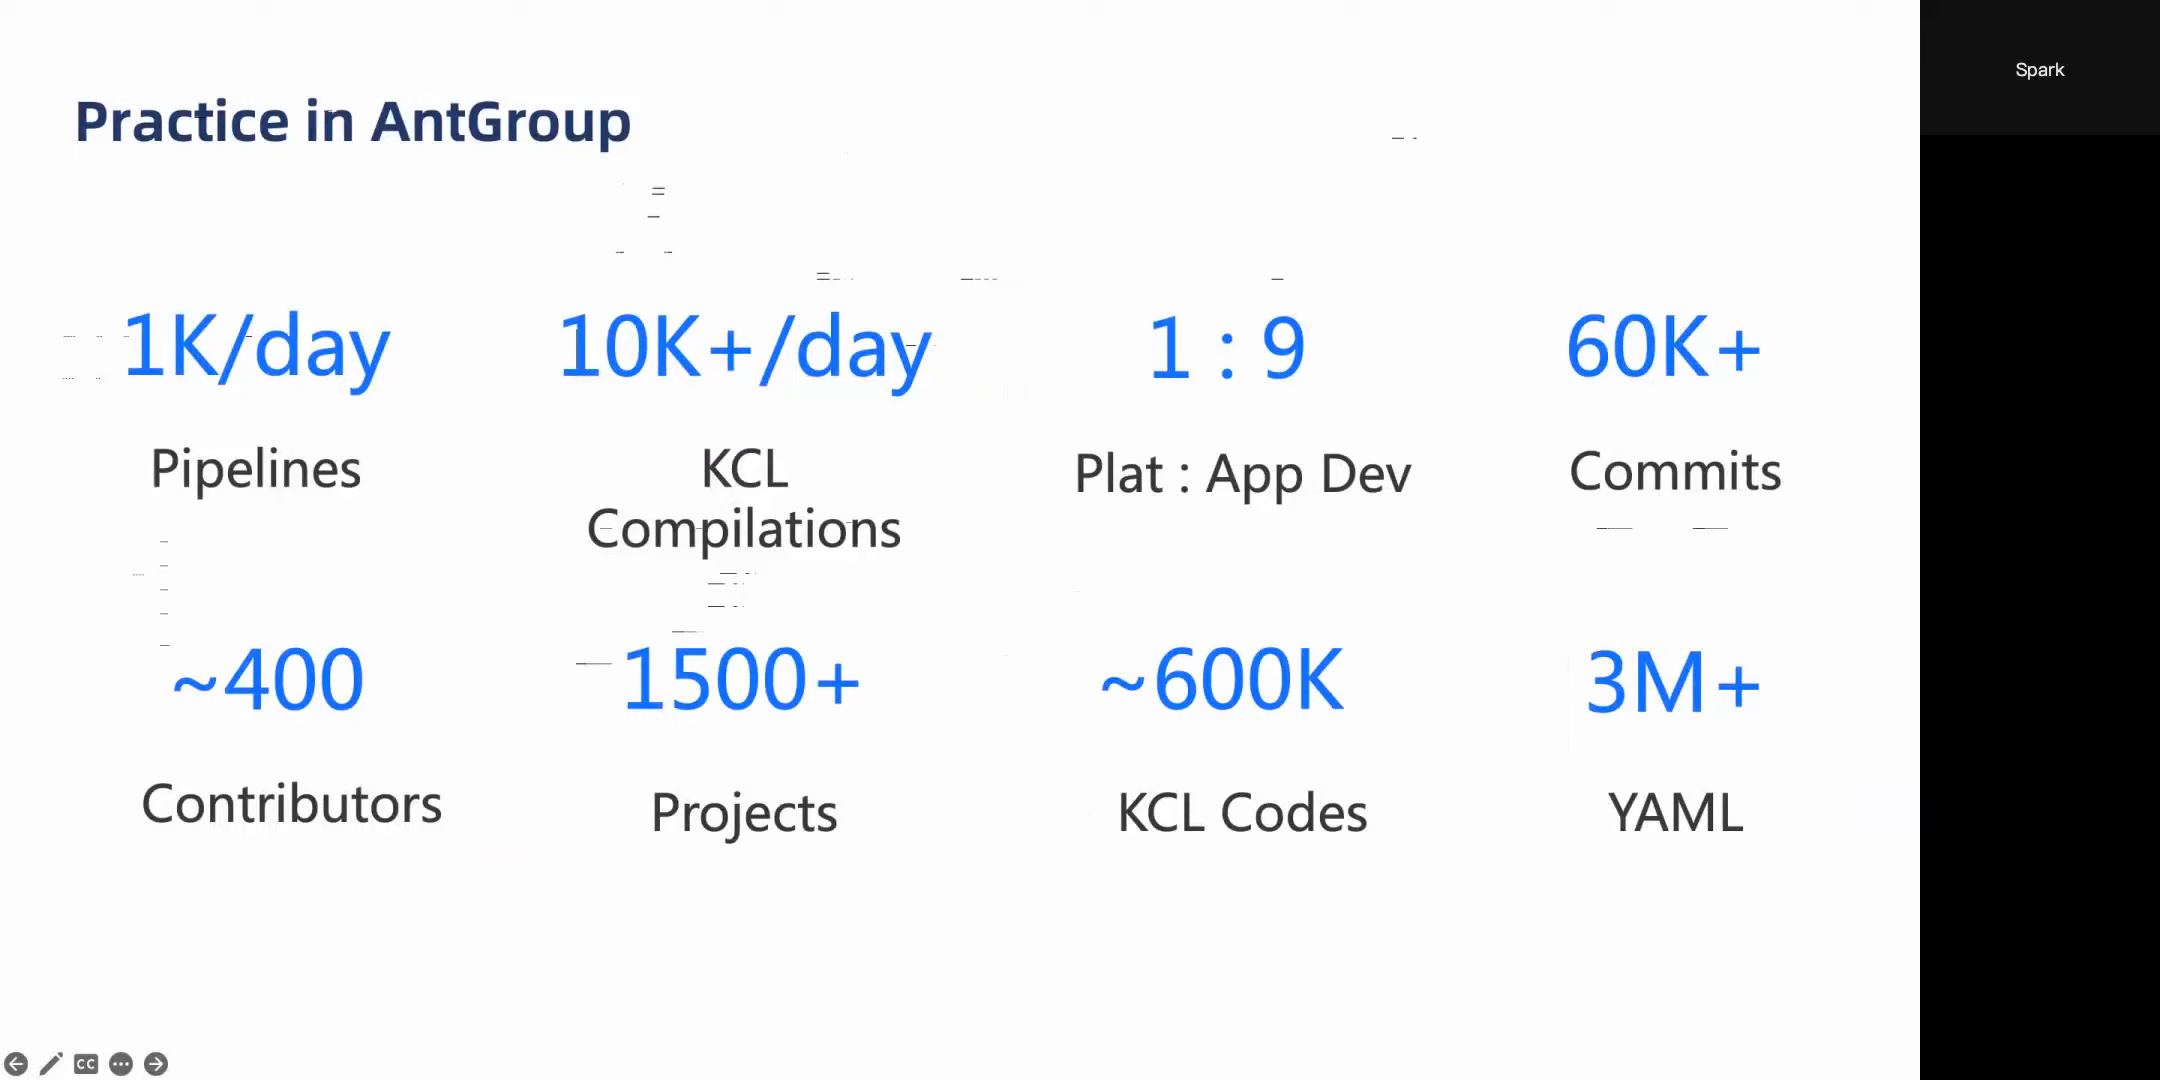 Practice in AntGroup
Spark
1K/day
10K+/day
1 : 9
60K+
Pipelines
KCL
Compilations
Plat : App Dev
Commits
~400
1500+
~600K
3M+
Contributors
Projects
KCL Codes
YAML
CC